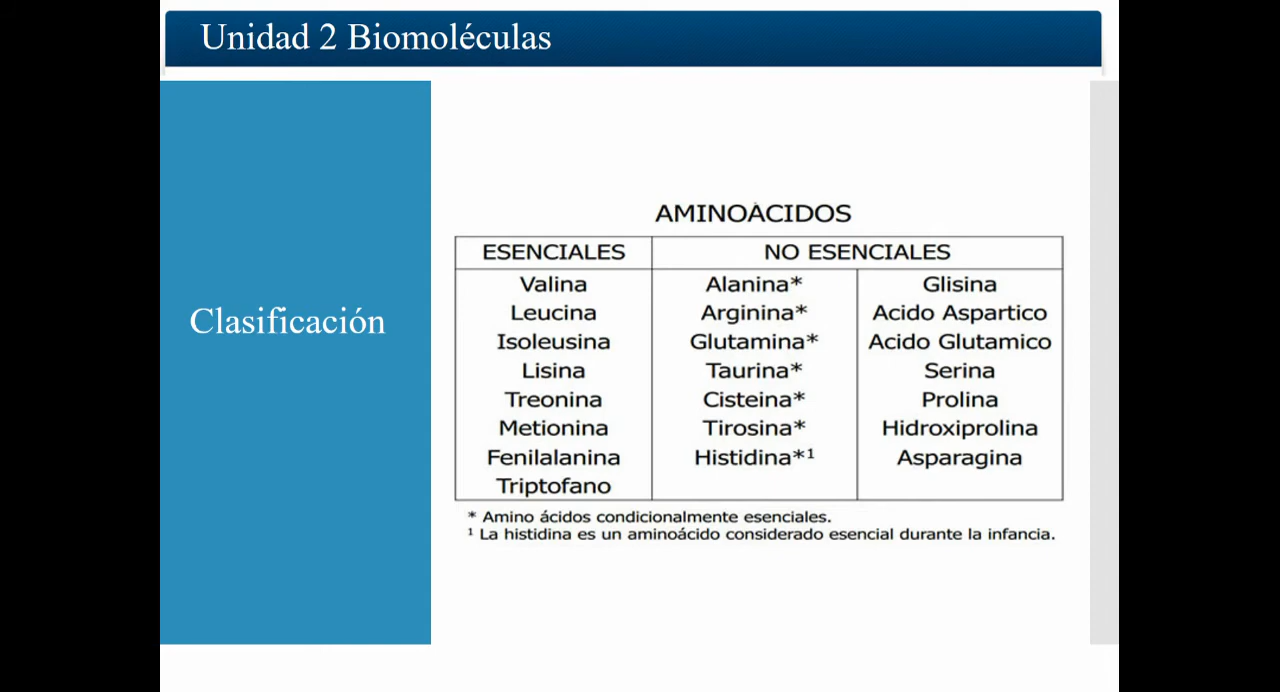 Unidad 2 Biomoléculas
Clasificación
AMINOÀCIDOS
ESENCIALES NO ESENCIALES
Valina Alanina* Glisina
Leucina Arginina* Acido Aspartico
Isoleusina Glutamina* Acido Glutamico
Lisina Taurina* Serina
Treonina Cisteina* Prolina
Metionina Tirosina* Hidroxiprolina
Fenilalanina Histidina*¹ Asparagina
Triptofano
* Amino ácidos condicionalmente esenciales.
¹ La histidina es un aminoácido considerado esencial durante la infancia.